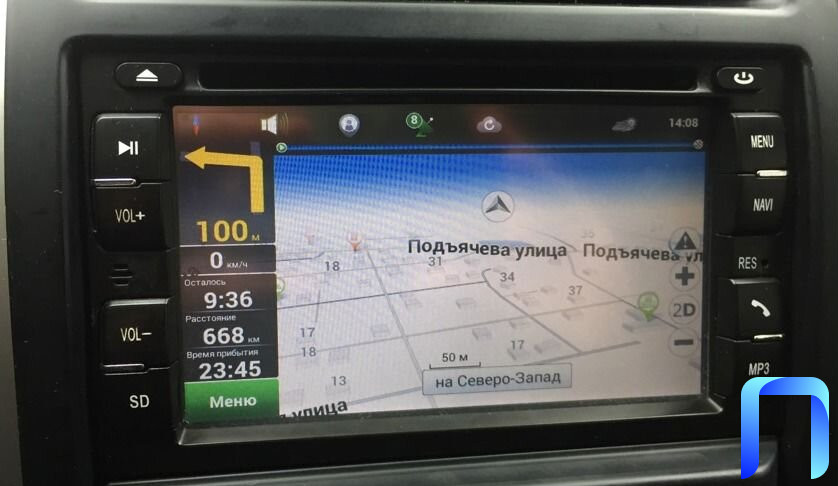 8
14:08
MENU
VOL+
NAVI
RES
VOL−
MP3
SD
100 м
0 км/ч
Осталось
9:36
Расстояние
668 км
Время прибытия
23:45
Меню
Подъячева улица
Подъячева ул
18
31
34
37
17
18
17
13
2D
50 м
на Северо-Запад
улица